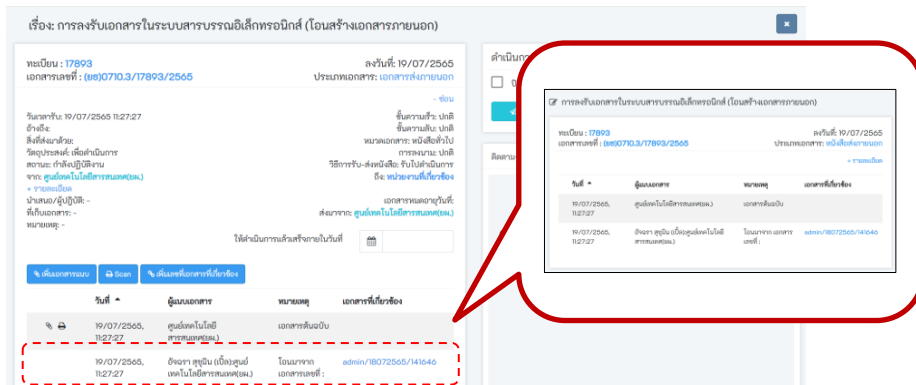 เรื่อง: การลงรับเอกสารในระบบสารบรรณอิเล็กทรอนิกส์ (โอนสร้างเอกสารภายนอก)
ทะเบียน : 17893
ลงวันที่: 19/07/2565
เอกสารเลขที่ : (ยธ)0710.3/17893/2565
ประเภทเอกสาร: เอกสารส่งภายนอก
- ซ่อน
วันเวลารับ: 19/07/2565 11:27:27
ชั้นความเร็ว: ปกติ
อ้างถึง:
ชั้นความลับ: ปกติ
สิ่งที่ส่งมาด้วย:
หมวดเอกสาร: หนังสือทั่วไป
วัตถุประสงค์: เพื่อดำเนินการ
การลงนาม: ปกติ
สถานะ: กำลังปฏิบัติงาน
วิธีการรับ-ส่งหนังสือ: รับไปดำเนินการ
จาก: ศูนย์เทคโนโลยีสารสนเทศ(ยผ.)
ถึง: หน่วยงานที่เกี่ยวข้อง
+ รายละเอียด
นำเสนอ/ผู้ปฏิบัติ: -
เอกสารหมดอายุวันที่:
ที่เก็บเอกสาร: -
ส่งมาจาก: ศูนย์เทคโนโลยีสารสนเทศ(ยผ.)
หมายเหตุ: -
ให้ดำเนินการแล้วเสร็จภายในวันที่
เพิ่มเอกสารแนบ
Scan
เพิ่มเลขที่เอกสารที่เกี่ยวข้อง
วันที่ ผู้แนบเอกสาร หมายเหตุ เอกสารที่เกี่ยวข้อง
19/07/2565, ศูนย์เทคโนโลยี เอกสารต้นฉบับ
11:27:27 สารสนเทศ(ยผ.)
19/07/2565, อัจฉรา สุขุนิน (เบิ้ล):ศูนย์ โอนมาจาก admin/18072565/141646
11:27:27 เทคโนโลยีสารสนเทศ(ยผ.) เอกสารเลขที่ :
การลงรับเอกสารในระบบสารบรรณอิเล็กทรอนิกส์ (โอนสร้างเอกสารภายนอก)
ทะเบียน : 17893
ลงวันที่: 19/07/2565
เอกสารเลขที่ : (ยธ)0710.3/17893/2565
ประเภทเอกสาร: หนังสือส่งภายนอก
+ รายละเอียด
วันที่ ผู้แนบเอกสาร หมายเหตุ เอกสารที่เกี่ยวข้อง
19/07/2565, ศูนย์เทคโนโลยีสารสนเทศ(ยผ.) เอกสารต้นฉบับ
11:27:27
19/07/2565, อัจฉรา สุขุนิน (เบิ้ล):ศูนย์เทคโนโลยี โอนมาจาก เอกสาร admin/18072565/141646
11:27:27 สารสนเทศ(ยผ.) เลขที่ :